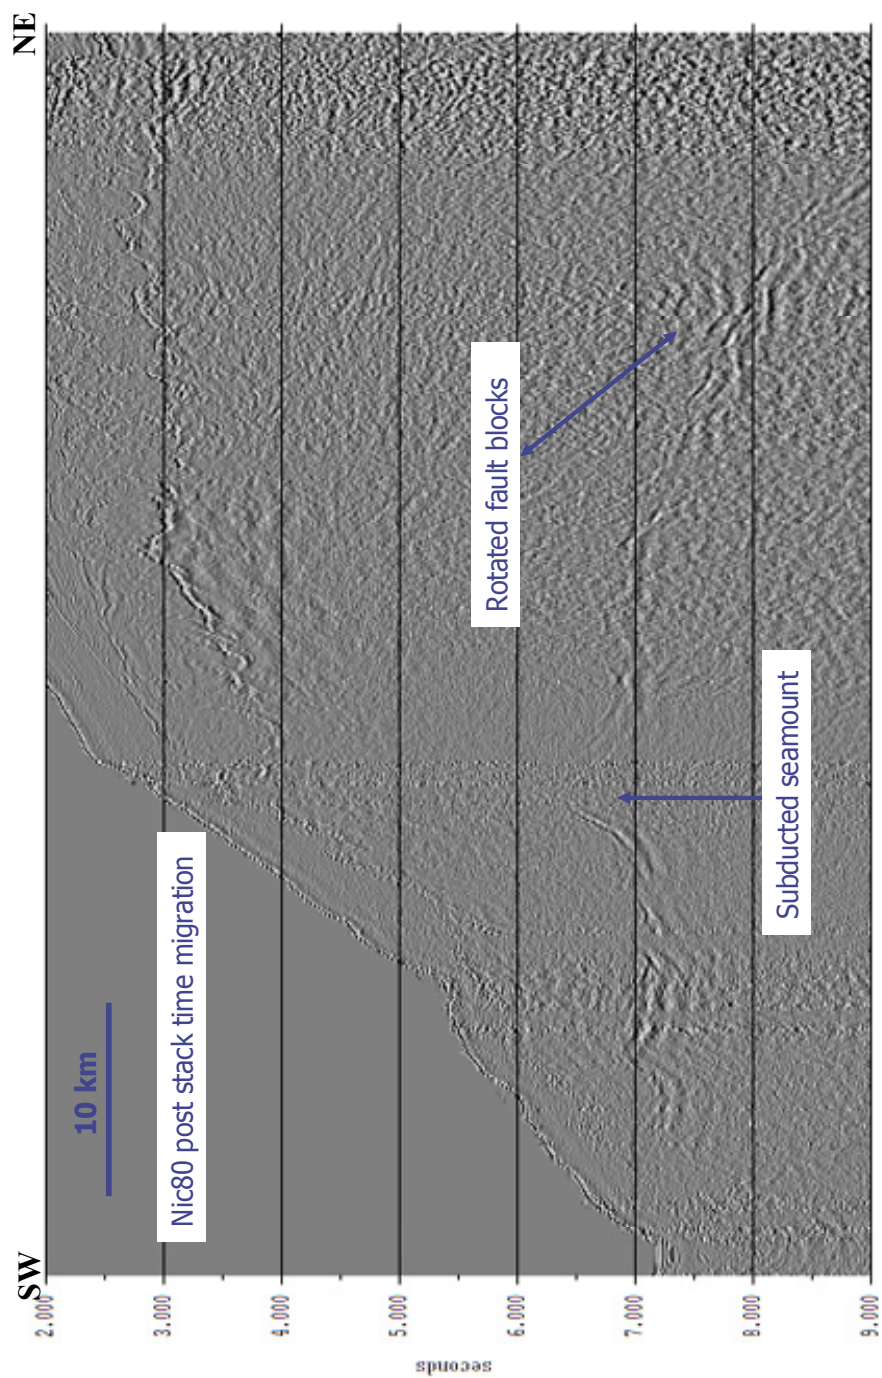 SW
NE
10 km
Nic80 post stack time migration
Rotated fault blocks
Subducted seamount
seconds
2.000
3.000
4.000
5.000
6.000
7.000
8.000
9.000